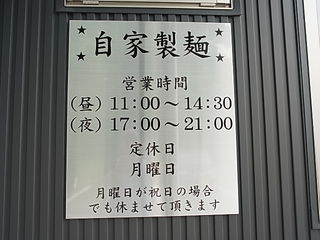 自家製麺
営業時間
（昼）11：00～14：30
（夜）17：00～21：00
定休日
月曜日
月曜日が祝日の場合
でも休ませて頂きます